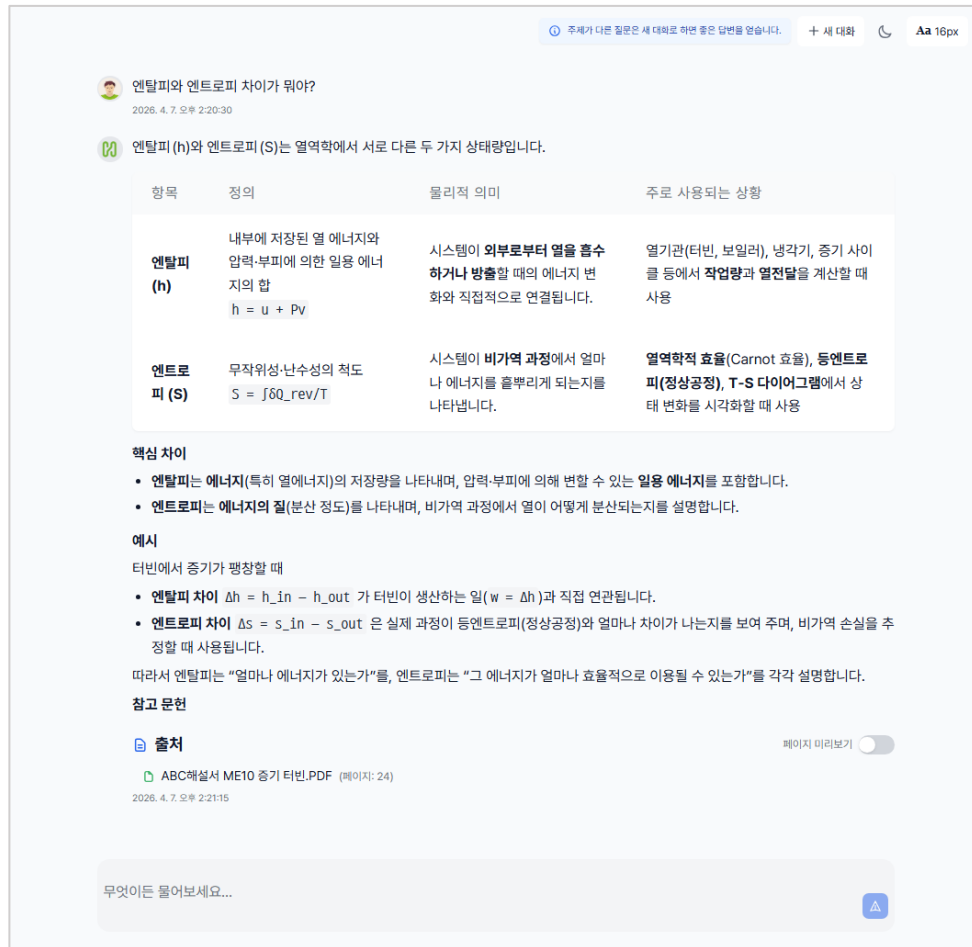 주제가 다른 질문은 새 대화로 하면 좋은 답변을 얻습니다.
+ 새 대화
Aa 16px
엔탈피와 엔트로피 차이가 뭐야?
2026. 4. 7. 오후 2:20:30
엔탈피(h)와 엔트로피(S)는 열역학에서 서로 다른 두 가지 상태량입니다.
항목 정의 물리적 의미 주로 사용되는 상황
엔탈피
(h)
내부에 저장된 열 에너지와
압력·부피에 의한 일용 에너
지의 합
h = u + Pv
시스템이 외부로부터 열을 흡수
하거나 방출할 때의 에너지 변
화와 직접적으로 연결됩니다.
열기관(터빈, 보일러), 냉각기, 증기 사이
클 등에서 작업량과 열전달을 계산할 때
사용
엔트로
피 (S)
무작위성·난수성의 척도
S = ∫δQ_rev/T
시스템이 비가역 과정에서 얼마
나 에너지를 흩뿌리게 되는지를
나타냅니다.
열역학적 효율(Carnot 효율), 등엔트로
피(정상공정), T-S 다이어그램에서 상
태 변화를 시각화할 때 사용
핵심 차이
• 엔탈피는 에너지(특히 열에너지)의 저장량을 나타내며, 압력·부피에 의해 변할 수 있는 일용 에너지를 포함합니다.
• 엔트로피는 에너지의 질(분산 정도)를 나타내며, 비가역 과정에서 열이 어떻게 분산되는지를 설명합니다.
예시
터빈에서 증기가 팽창할 때
• 엔탈피 차이 Δh = h_in − h_out 가 터빈이 생산하는 일(w = Δh)과 직접 연관됩니다.
• 엔트로피 차이 Δs = s_in − s_out 은 실제 과정이 등엔트로피(정상공정)와 얼마나 차이가 나는지를 보여 주며, 비가역 손실을 추
정할 때 사용됩니다.
따라서 엔탈피는 “얼마나 에너지가 있는가”를, 엔트로피는 “그 에너지가 얼마나 효율적으로 이용될 수 있는가”를 각각 설명합니다.
참고 문헌
출처
페이지 미리보기
ABC해설서 ME10 증기 터빈.PDF (페이지: 24)
2026. 4. 7. 오후 2:21:15
무엇이든 물어보세요...